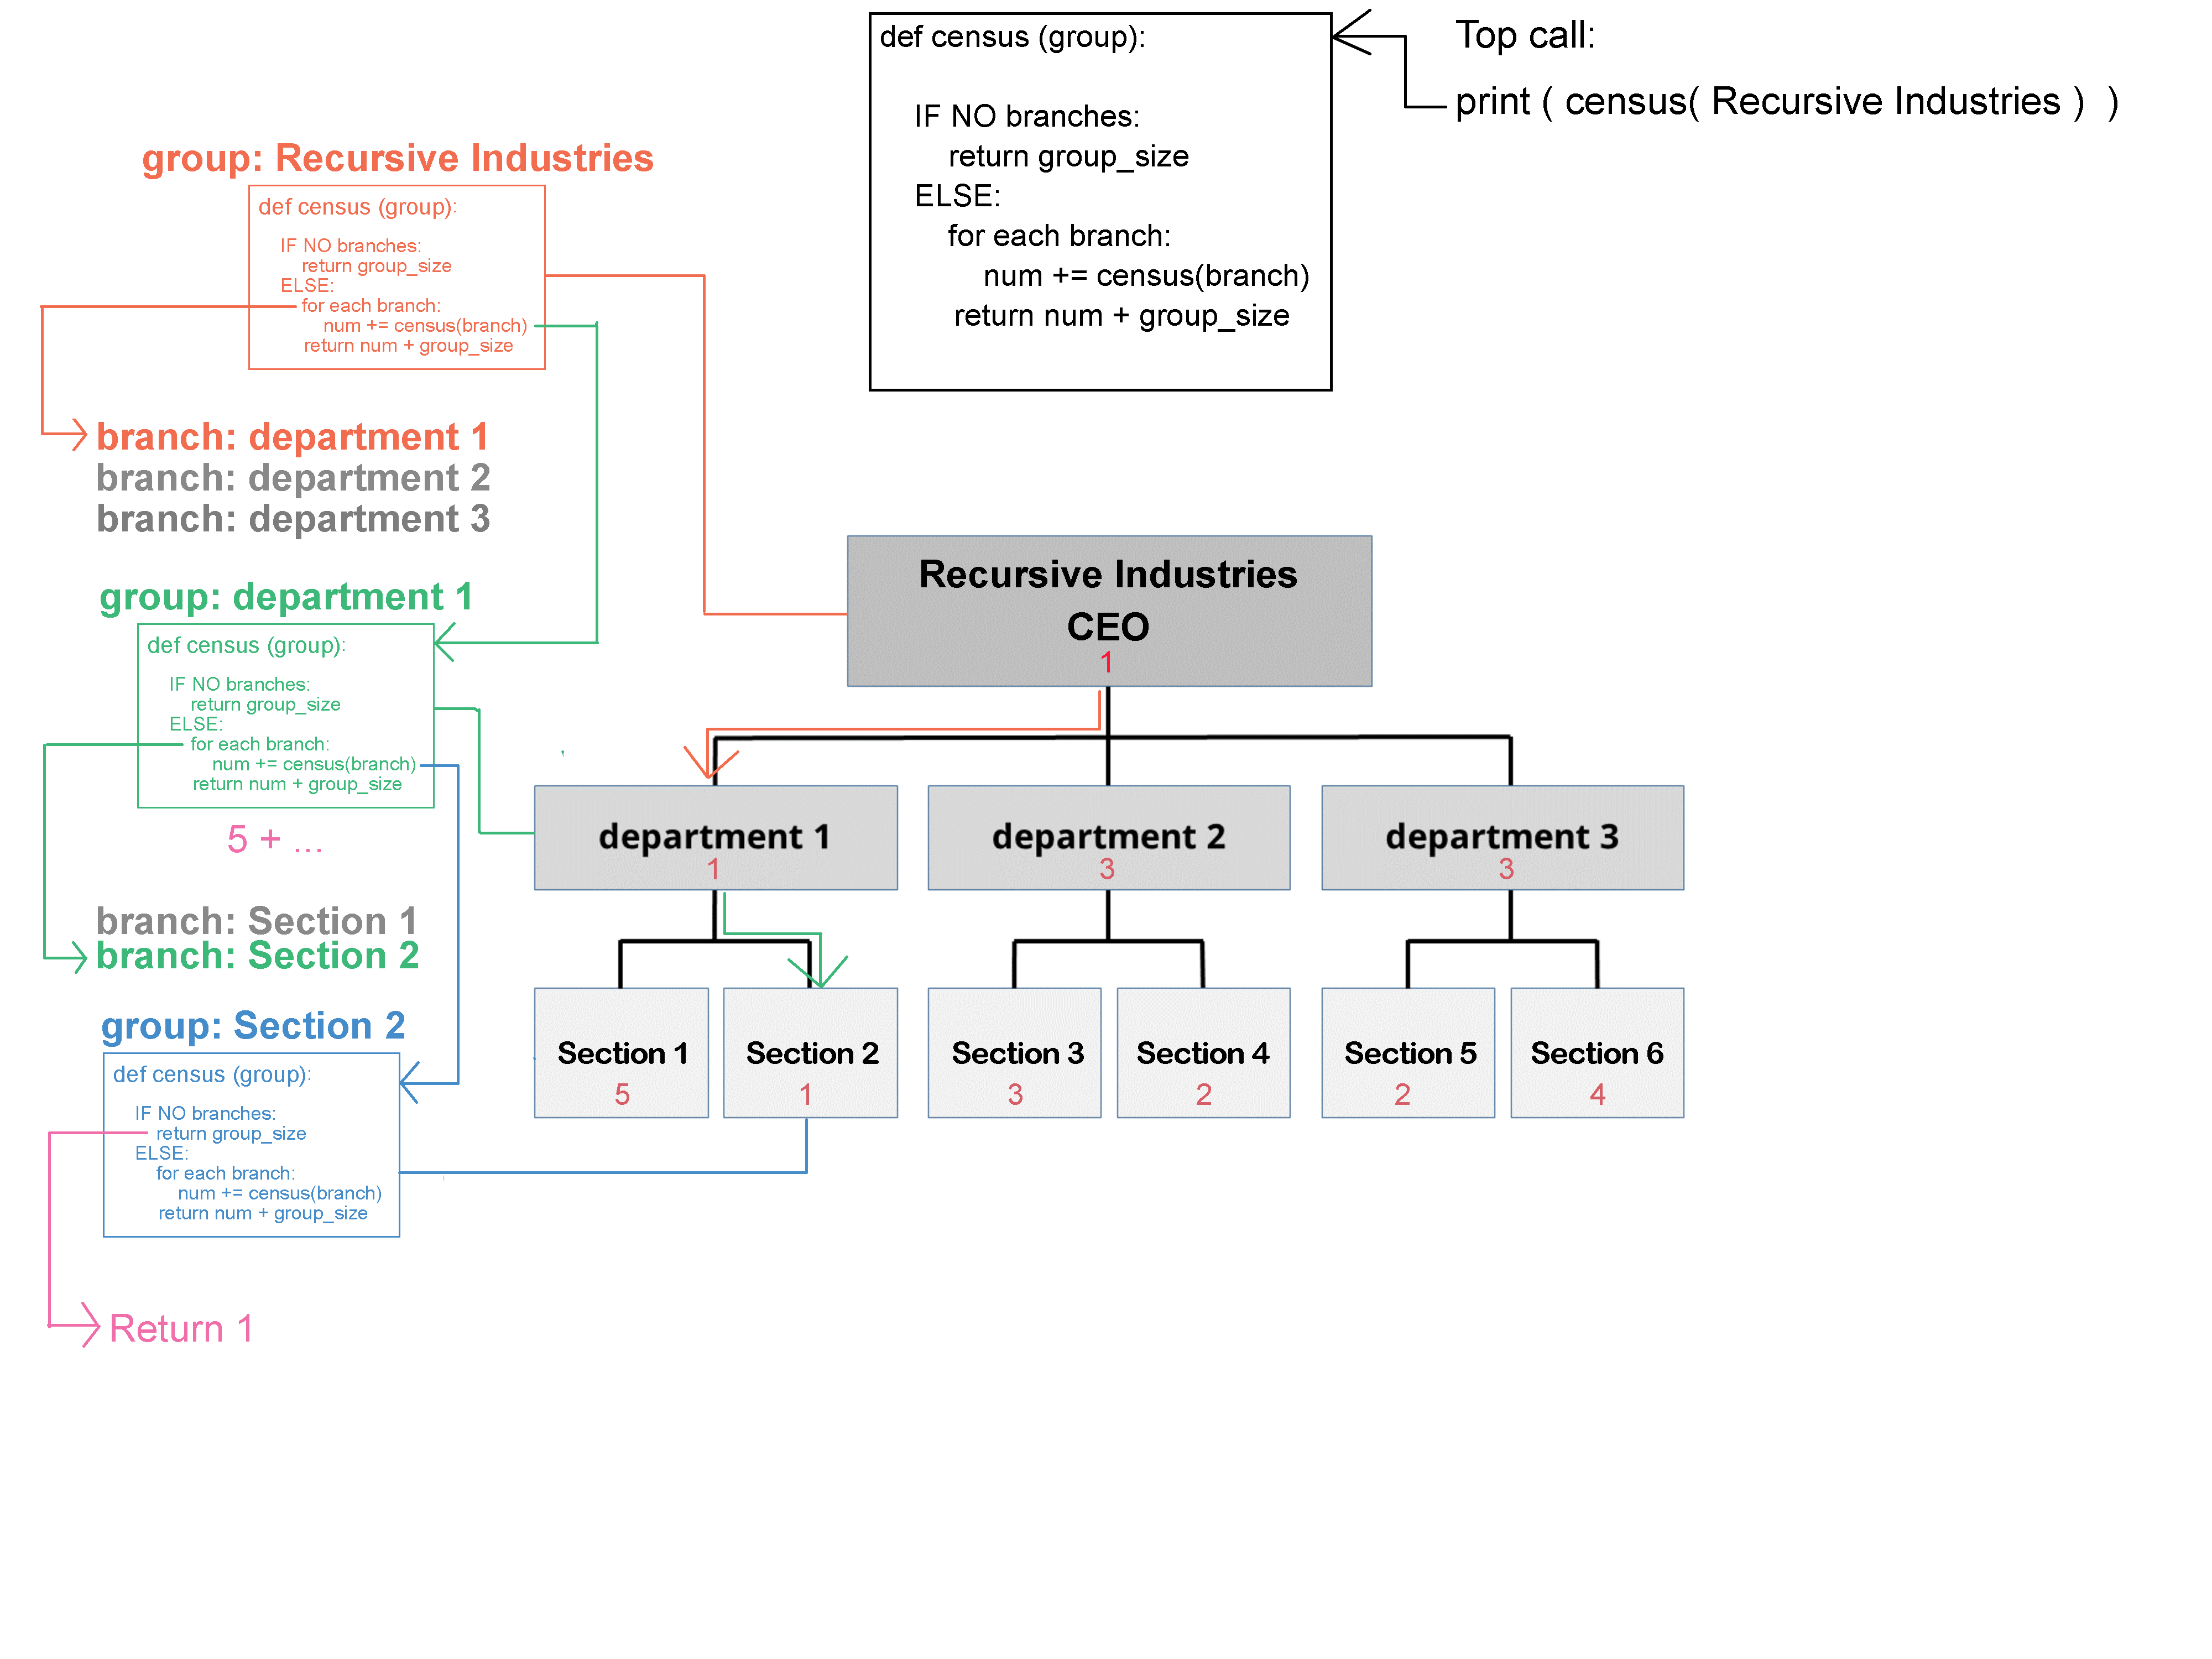 def census (group):
IF NO branches:
return group_size
ELSE:
for each branch:
num += census(branch)
return num + group_size
Top call:
print ( census( Recursive Industries ) )
group: Recursive Industries
def census (group):
IF NO branches:
return group_size
ELSE:
for each branch:
num += census(branch)
return num + group_size
branch: department 1
branch: department 2
branch: department 3
group: department 1
def census (group):
IF NO branches:
return group_size
ELSE:
for each branch:
num += census(branch)
return num + group_size
5 + ...
branch: Section 1
branch: Section 2
group: Section 2
def census (group):
IF NO branches:
return group_size
ELSE:
for each branch:
num += census(branch)
return num + group_size
Return 1
Recursive Industries
CEO
1
department 1
1
department 2
3
department 3
3
Section 1
5
Section 2
1
Section 3
3
Section 4
2
Section 5
2
Section 6
4